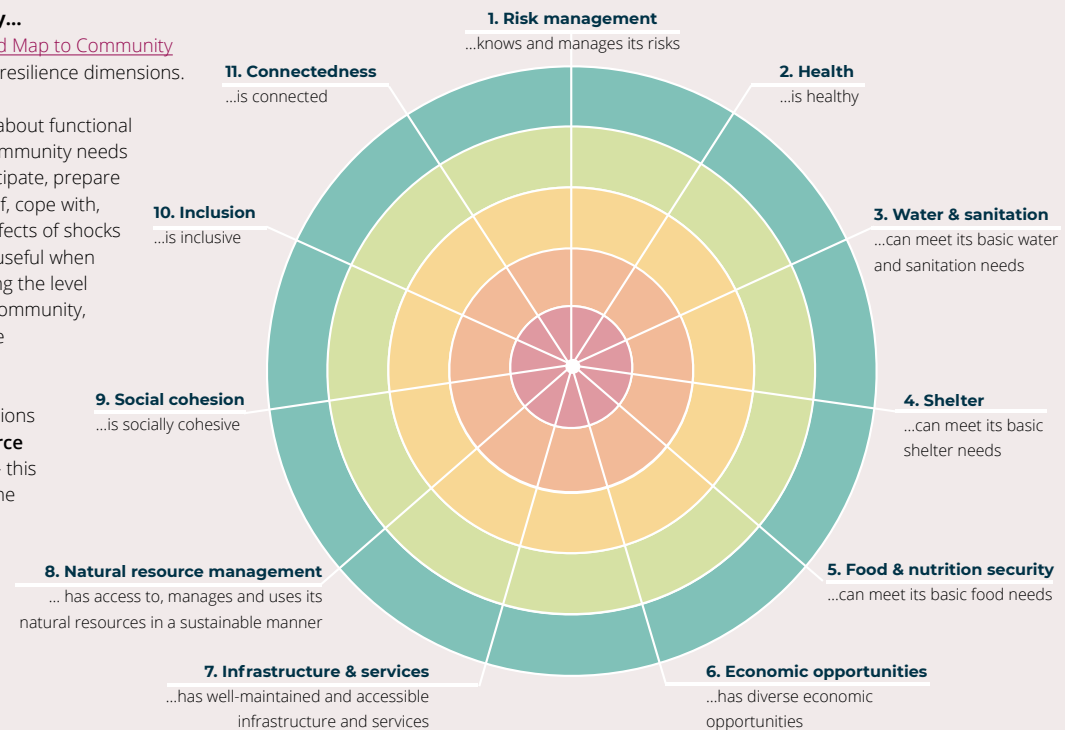 y...
d Map to Community
resilience dimensions.
about functional
mmunity needs
cipate, prepare
f, cope with,
ffects of shocks
useful when
ng the level
ommunity,
e
ions
rce
this
ne
1. Risk management
...knows and manages its risks
2. Health
...is healthy
3. Water & sanitation
...can meet its basic water
and sanitation needs
4. Shelter
...can meet its basic
shelter needs
5. Food & nutrition security
...can meet its basic food needs
6. Economic opportunities
...has diverse economic
opportunities
7. Infrastructure & services
...has well-maintained and accessible
infrastructure and services
8. Natural resource management
... has access to, manages and uses its
natural resources in a sustainable manner
9. Social cohesion
...is socially cohesive
10. Inclusion
...is inclusive
11. Connectedness
...is connected